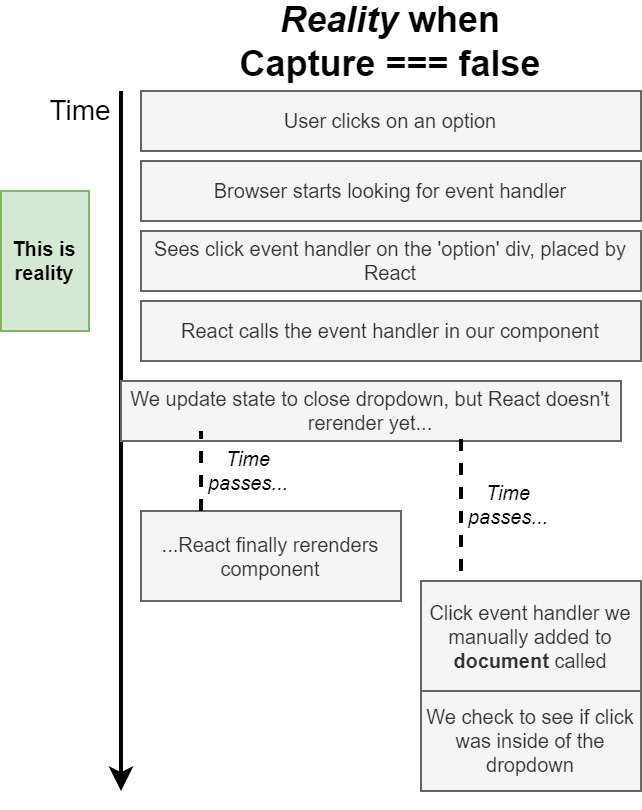 Reality when
Capture === false
Time
User clicks on an option
Browser starts looking for event handler
This is
reality
Sees click event handler on the 'option' div, placed by
React
React calls the event handler in our component
We update state to close dropdown, but React doesn't
rerender yet...
Time
passes...
Time
passes...
...React finally rerenders
component
Click event handler we
manually added to
document called
We check to see if click
was inside of the
dropdown